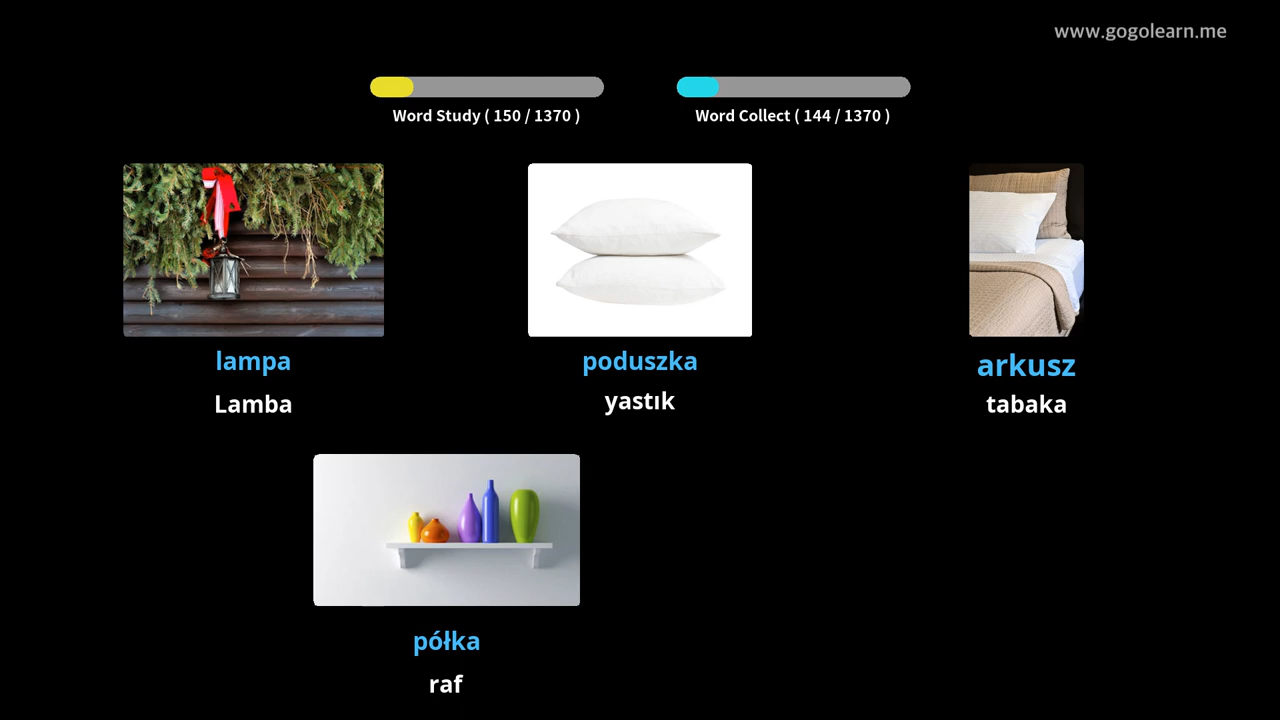 www.gogolearn.me
Word Study ( 150 / 1370 )
Word Collect ( 144 / 1370 )
lampa
Lamba
poduszka
yastık
arkusz
tabaka
półka
raf